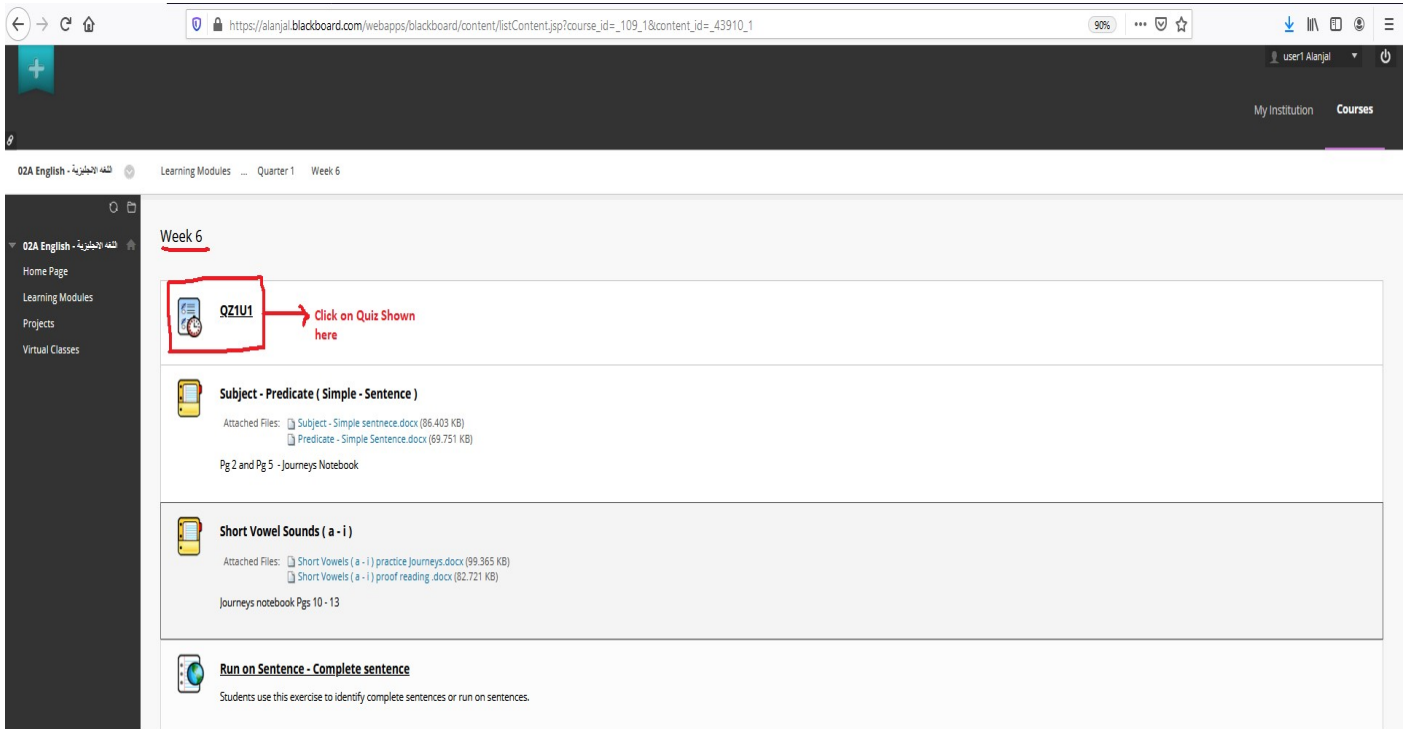 https://alanjal.blackboard.com/webapps/blackboard/content/listContent.jsp?course_id=_109_1&content_id=_43910_1
90%
user1 Alanjal
My Institution Courses
02A English - اللغه الانجليزية
Learning Modules ... Quarter 1 Week 6
02A English - اللغه الانجليزية
Home Page
Learning Modules
Projects
Virtual Classes
Week 6
QZ1U1
Click on Quiz Shown
here
Subject - Predicate ( Simple - Sentence )
Attached Files: Subject - Simple sentnece.docx (86.403 KB)
Predicate - Simple Sentence.docx (69.751 KB)
Pg 2 and Pg 5 - Journeys Notebook
Short Vowel Sounds ( a - i )
Attached Files: Short Vowels ( a - i ) practice Journeys.docx (99.365 KB)
Short Vowels ( a - i ) proof reading .docx (82.721 KB)
Journeys notebook Pgs 10 - 13
Run on Sentence - Complete sentence
Students use this exercise to identify complete sentences or run on sentences.